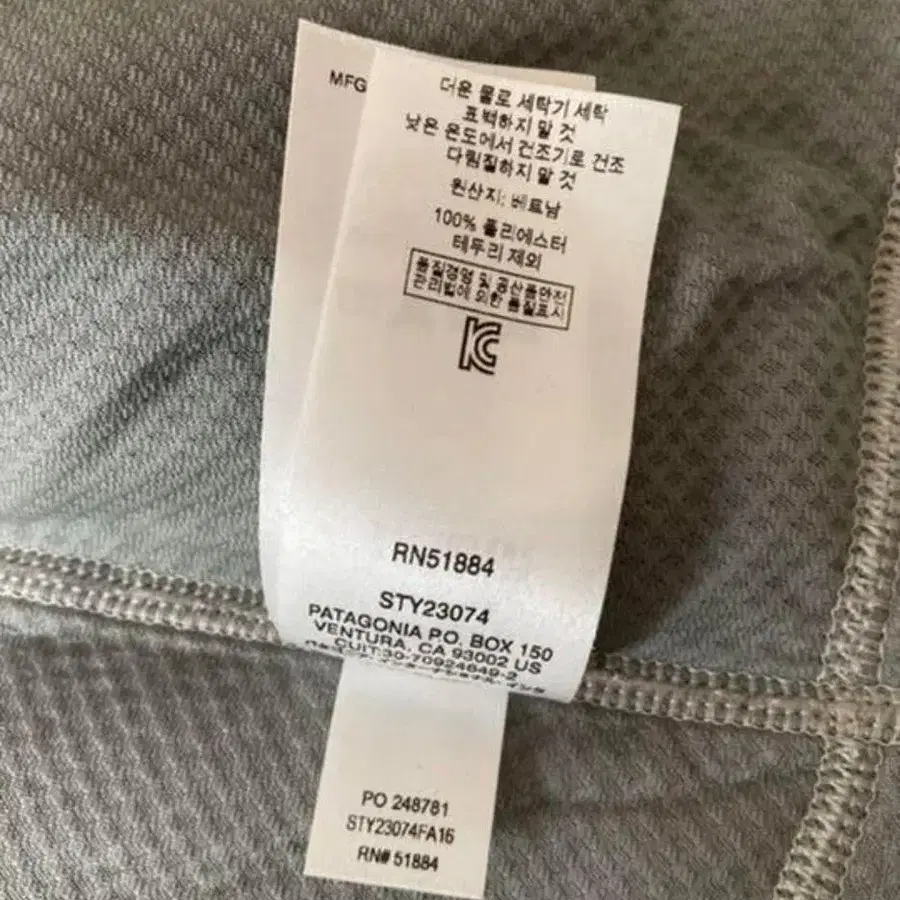 MFG
더운 물로 세탁기 세탁
표백하지 말 것
낮은 온도에서 건조기로 건조
다림질하지 말 것
원산지: 베트남
100% 폴리에스터
테두리 제외
품질경영 및 공산품안전
관리법에 의한 품질표시
RN51884
STY23074
PATAGONIA P.O. BOX 150
VENTURA, CA 93002 US
CUIT:30-70924649-2
PO 248781
STY23074FA16
RN# 51884